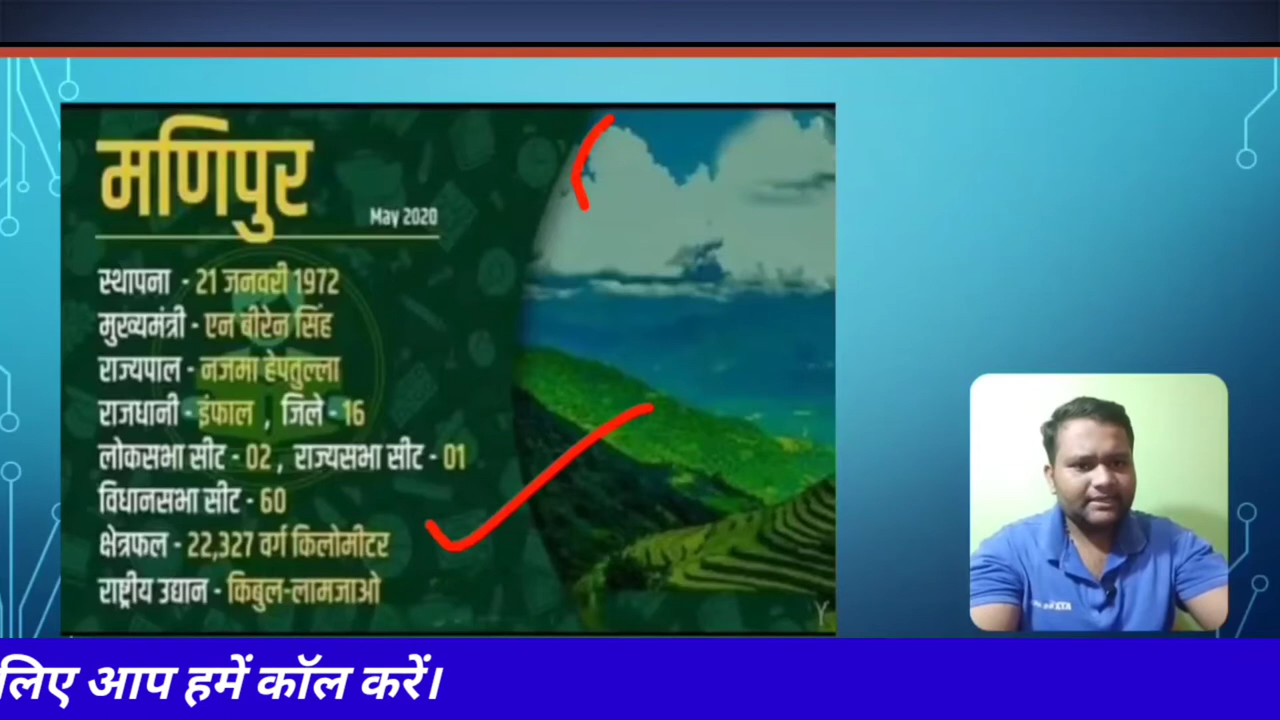 मणिपुर
May 2020
स्थापना - 21 जनवरी 1972
मुख्यमंत्री - एन बीरेन सिंह
राज्यपाल - नजमा हेपतुल्ला
राजधानी - इंफाल , जिले - 16
लोकसभा सीट - 02 , राज्यसभा सीट - 01
विधानसभा सीट - 60
क्षेत्रफल - 22,327 वर्ग किलोमीटर
राष्ट्रीय उद्यान - किबुल-लामजाओ
लिए आप हमें कॉल करें।